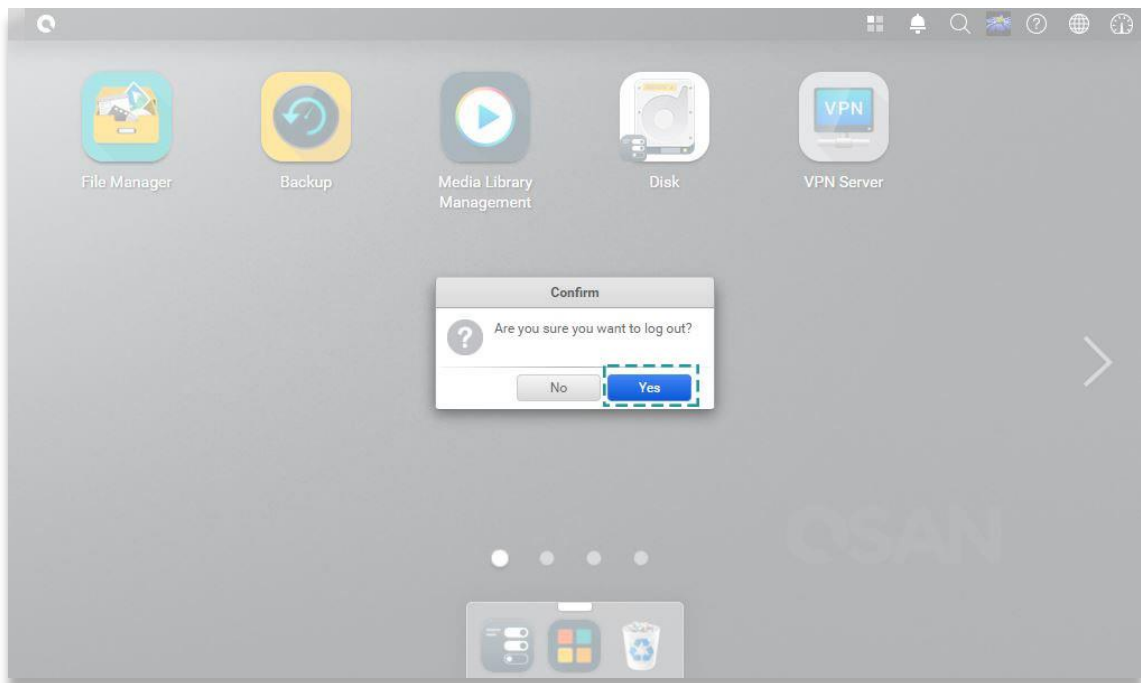 File Manager
Backup
Media Library
Management
Disk
VPN
VPN Server
Confirm
Are you sure you want to log out?
No
Yes
QSAN